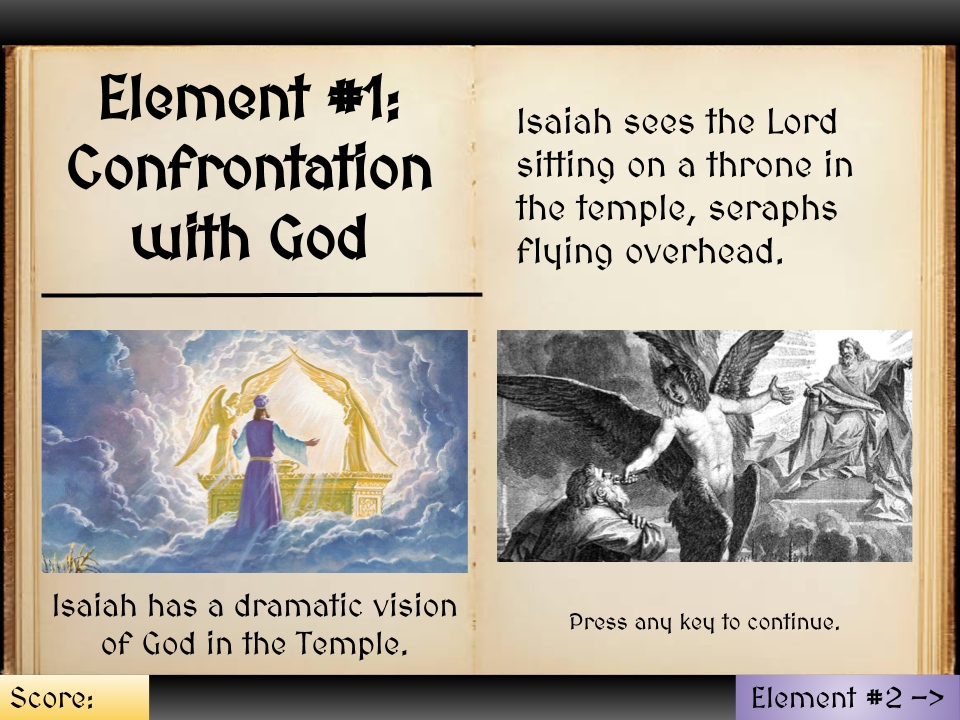 Element #1:
Confrontation
with God
Isaiah has a dramatic vision
of God in the Temple.
Isaiah sees the Lord
sitting on a throne in
the temple, seraphs
flying overhead.
Press any key to continue.
Score:
Element #2 —>